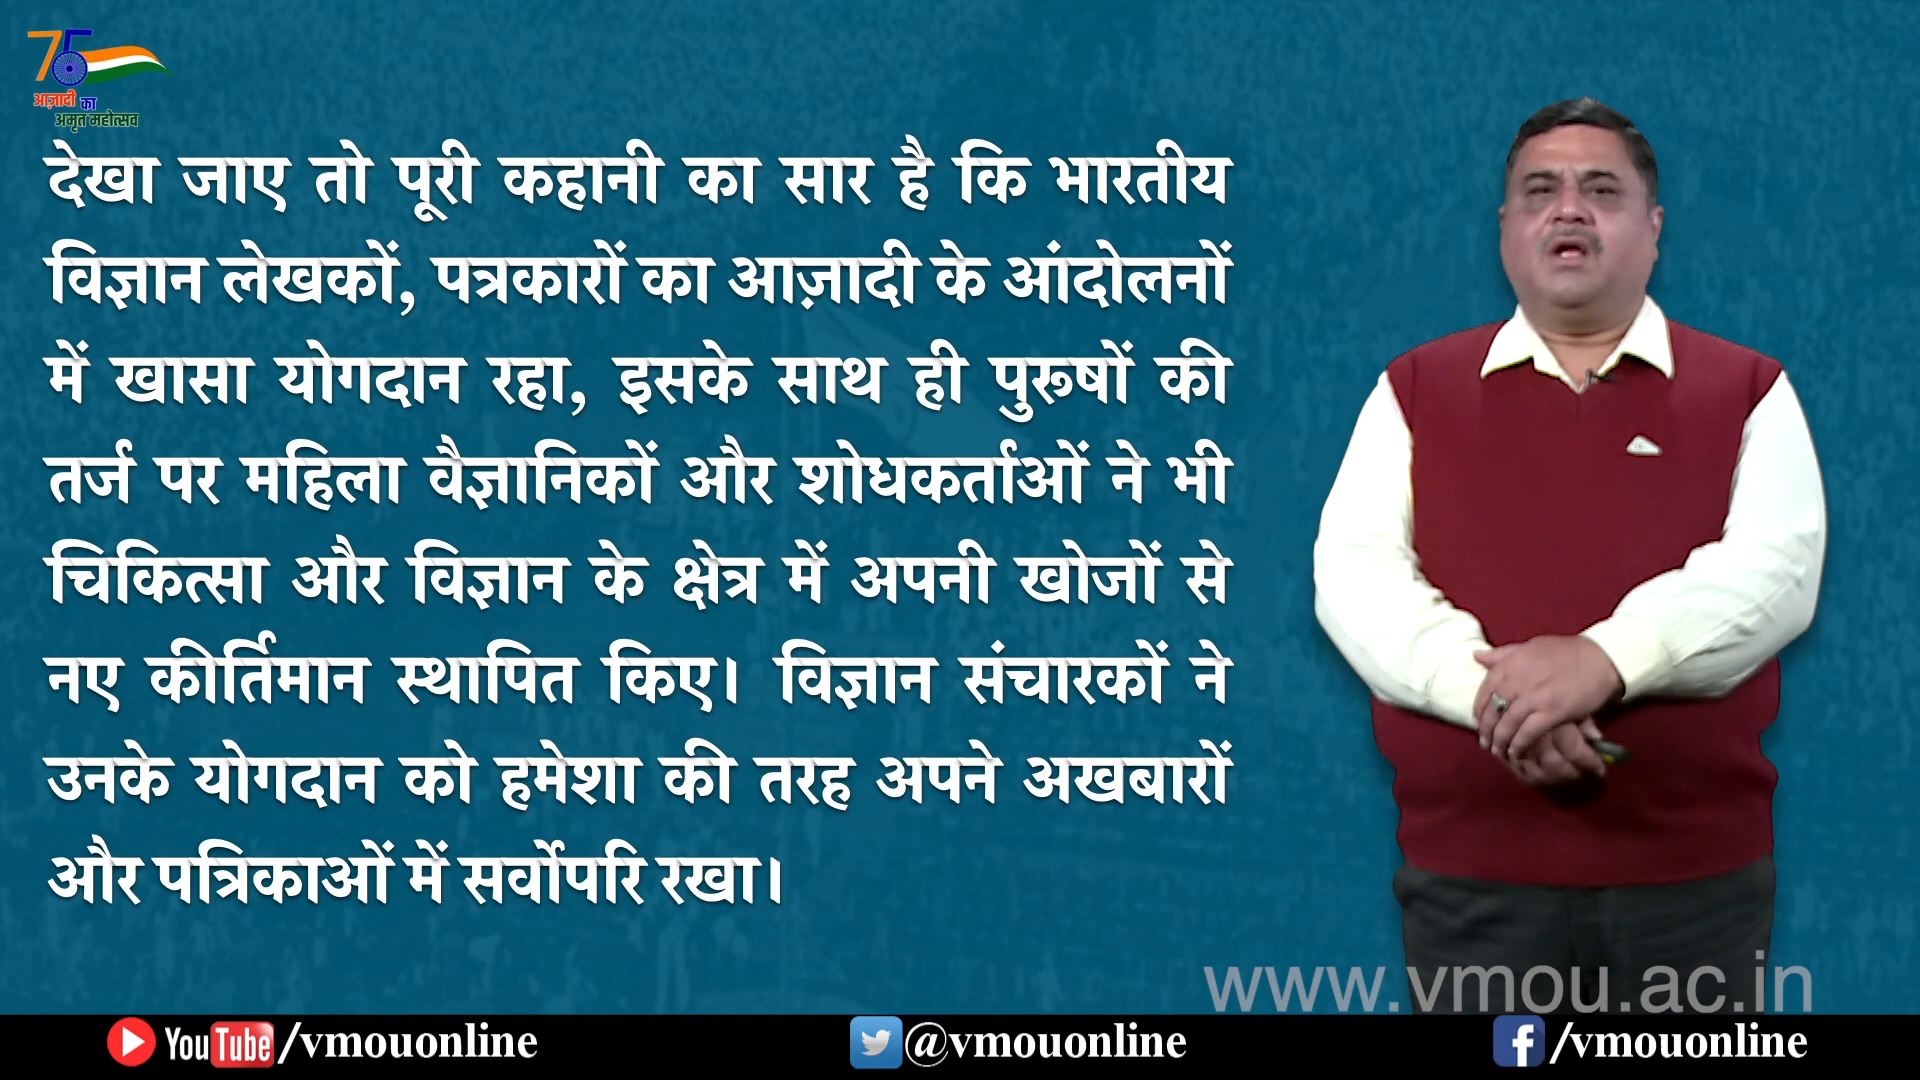 75
आज़ादी का
अमृत महोत्सव
देखा जाए तो पूरी कहानी का सार है कि भारतीय
विज्ञान लेखकों, पत्रकारों का आज़ादी के आंदोलनों
में खासा योगदान रहा, इसके साथ ही पुरूषों की
तर्ज पर महिला वैज्ञानिकों और शोधकर्ताओं ने भी
चिकित्सा और विज्ञान के क्षेत्र में अपनी खोजों से
नए कीर्तिमान स्थापित किए। विज्ञान संचारकों ने
उनके योगदान को हमेशा की तरह अपने अखबारों
और पत्रिकाओं में सर्वोपरि रखा।
www.vmou.ac.in
YouTube/vmouonline @vmouonline f/vmouonline